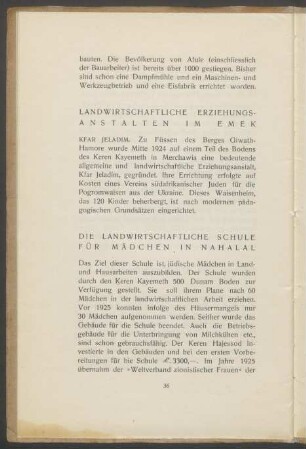 bauten. Die Bevölkerung von Afule (einschliesslich
der Bauarbeiter) ist bereits über 1000 gestiegen. Bisher
sind schon eine Dampfmühle und ein Maschinen- und
Werkzeugbetrieb und eine Eisfabrik errichtet worden.
LANDWIRTSCHAFTLICHE ERZIEHUNGS-
ANSTALTEN IM EMEK
KFAR JELADIM. Zu Füssen des Berges Giwath-
Hamore wurde Mitte 1924 auf einem Teil des Bodens
des Keren Kayemeth in Merchawia eine bedeutende
allgemeine und landwirtschaftliche Erziehungsanstalt,
Kfar Jeladim, gegründet. Ihre Errichtung erfolgte auf
Kosten eines Vereins südafrikanischer Juden für die
Pogromwaisen aus der Ukraine. Dieses Waisenheim,
das 120 Kinder beherbergt, ist nach modernen päda-
gogischen Grundsätzen eingerichtet.
DIE LANDWIRTSCHAFTLICHE SCHULE
FÜR MÄDCHEN IN NAHALAL
Das Ziel dieser Schule ist, jüdische Mädchen in Land-
und Hausarbeiten auszubilden. Der Schule wurden
durch den Keren Kayemeth 500 Dunam Boden zur
Verfügung gestellt. Sie soll ihrem Plane nach 60
Mädchen in der landwirtschaftlichen Arbeit erziehen.
Vor 1925 konnten infolge des Häusermangels nur
30 Mädchen aufgenommen werden. Seither wurde das
Gebäude für die Schule beendet. Auch die Betriebs-
gebäude für die Unterbringung von Milchkühen etc.,
sind schon gebrauchsfähig. Der Keren Hajessod in-
vestierte in den Gebäuden und bei den ersten Vorbe-
reitungen für die Schule 3300,—. Im Jahre 1925
übernahm der »Weltverband zionistischer Frauen« der
36